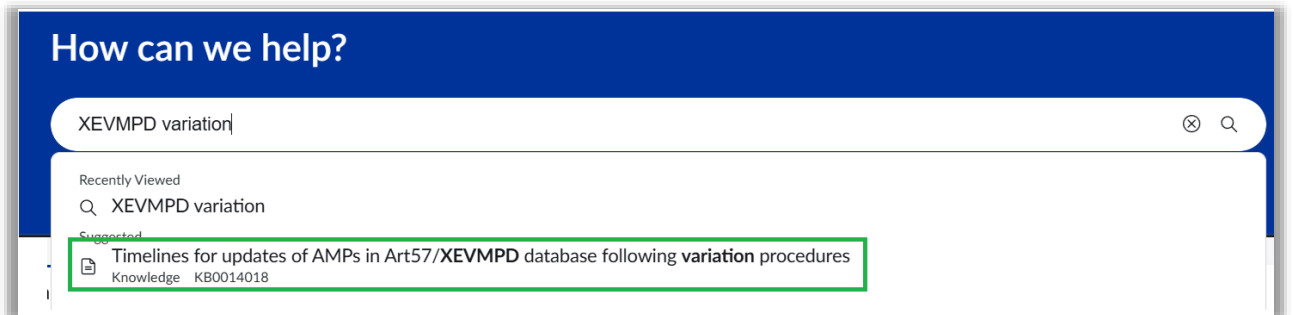 How can we help?
XEVMPD variation
Recently Viewed
XEVMPD variation
Suggested
Timelines for updates of AMPs in Art57/XEVMPD database following variation procedures
Knowledge KB0014018